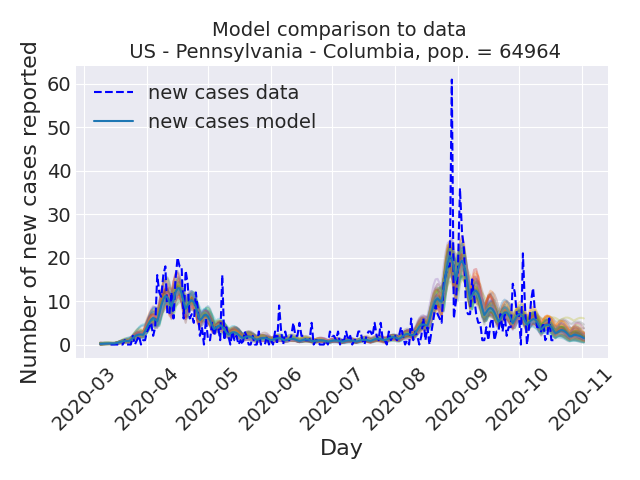 Model comparison to data
US - Pennsylvania - Columbia, pop. = 64964
Number of new cases reported
60
50
40
30
20
10
0
new cases data
new cases model
2020-03
2020-04
2020-05
2020-06
2020-07
2020-08
2020-09
2020-10
2020-11
Day